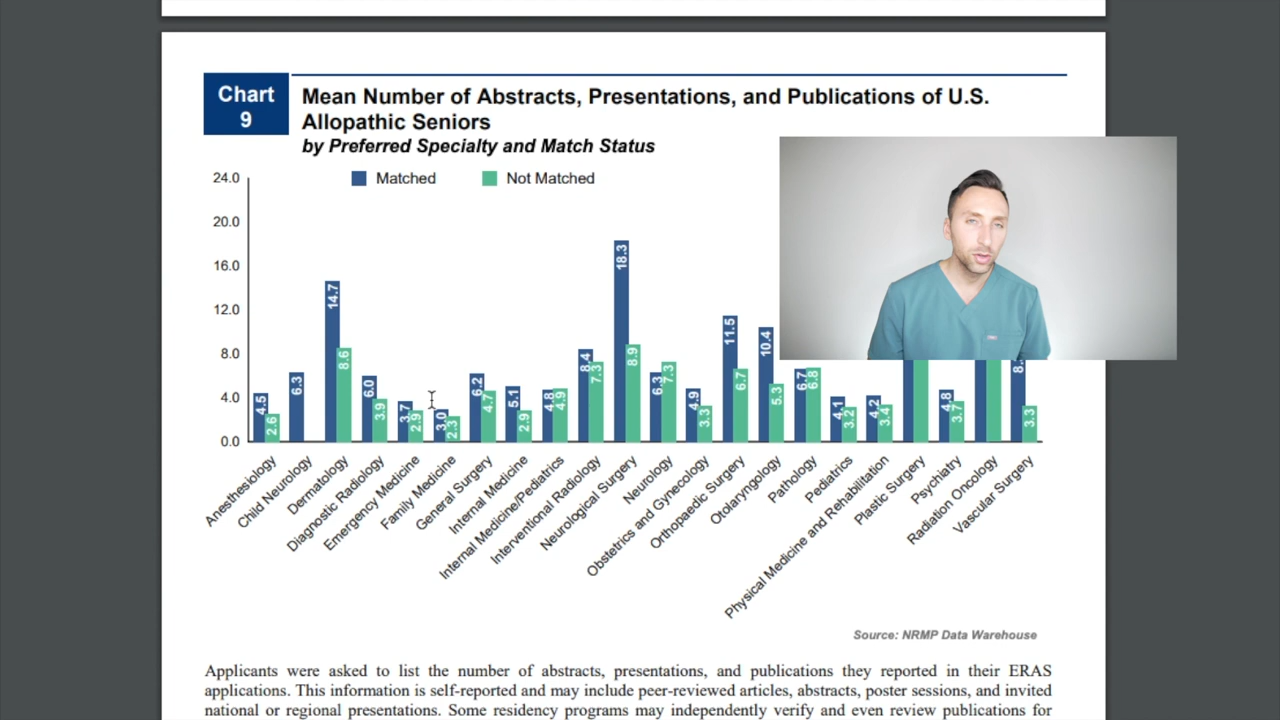 Chart
9
Mean Number of Abstracts, Presentations, and Publications of U.S.
Allopathic Seniors
by Preferred Specialty and Match Status
Matched
Not Matched
24.0
20.0
16.0
12.0
8.0
4.0
0.0
4.5
2.6
6.3
14.7
8.6
6.0
3.9
3.7
2.9
3.0
2.3
6.2
4.7
5.1
2.9
4.8
4.9
8.4
7.3
18.3
8.9
6.3
7.3
4.9
3.3
11.5
6.7
10.4
5.3
6.7
6.8
4.1
3.2
4.2
3.4
4.8
3.7
3.3
Anesthesiology
Child Neurology
Dermatology
Diagnostic Radiology
Emergency Medicine
Family Medicine
General Surgery
Internal Medicine
Internal Medicine/Pediatrics
Interventional Radiology
Neurological Surgery
Neurology
Obstetrics and Gynecology
Orthopaedic Surgery
Otolaryngology
Pathology
Pediatrics
Physical Medicine and Rehabilitation
Plastic Surgery
Psychiatry
Radiation Oncology
Vascular Surgery
Source: NRMP Data Warehouse
Applicants were asked to list the number of abstracts, presentations, and publications they reported in their ERAS
applications. This information is self-reported and may include peer-reviewed articles, abstracts, poster sessions, and invited
national or regional presentations. Some residency programs may independently verify and even review publications for